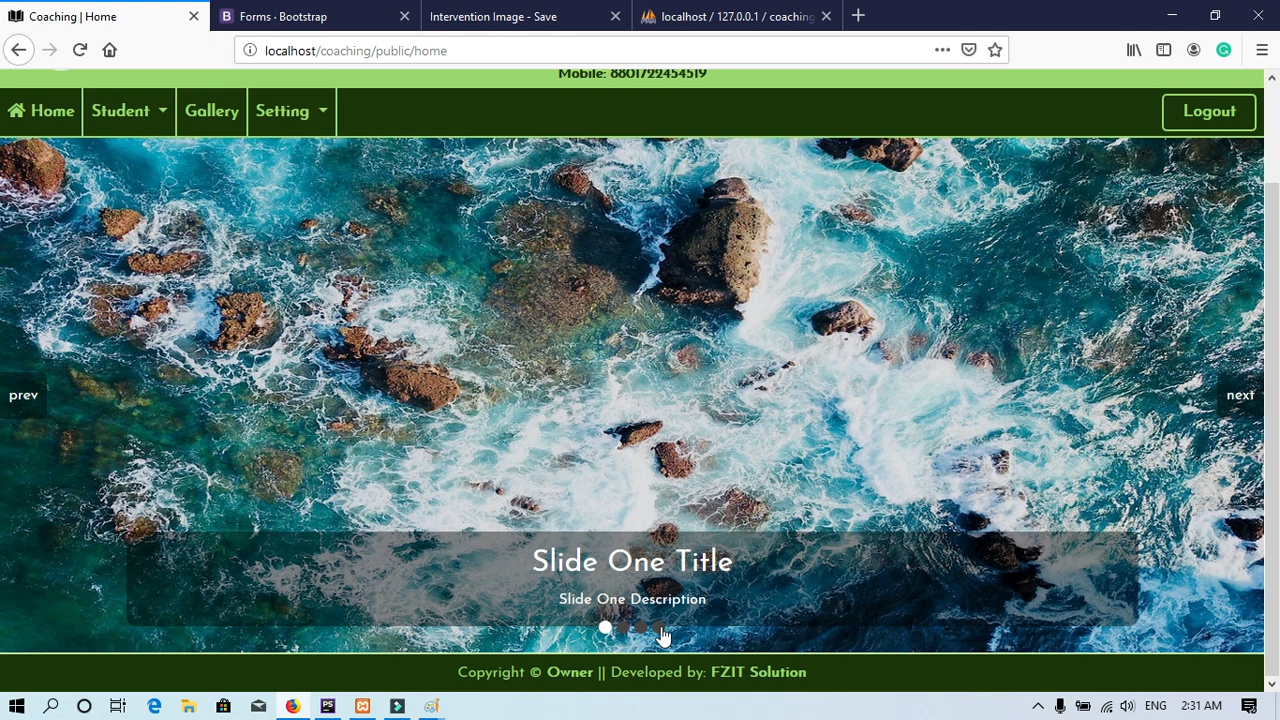 Coaching | Home
Forms · Bootstrap
Intervention Image - Save
localhost / 127.0.0.1 / coaching
localhost/coaching/public/home
Mobile: 8801722454519
Home
Student
Gallery
Setting
Logout
prev
next
Slide One Title
Slide One Description
Copyright © Owner || Developed by: FZIT Solution
ENG
2:31 AM